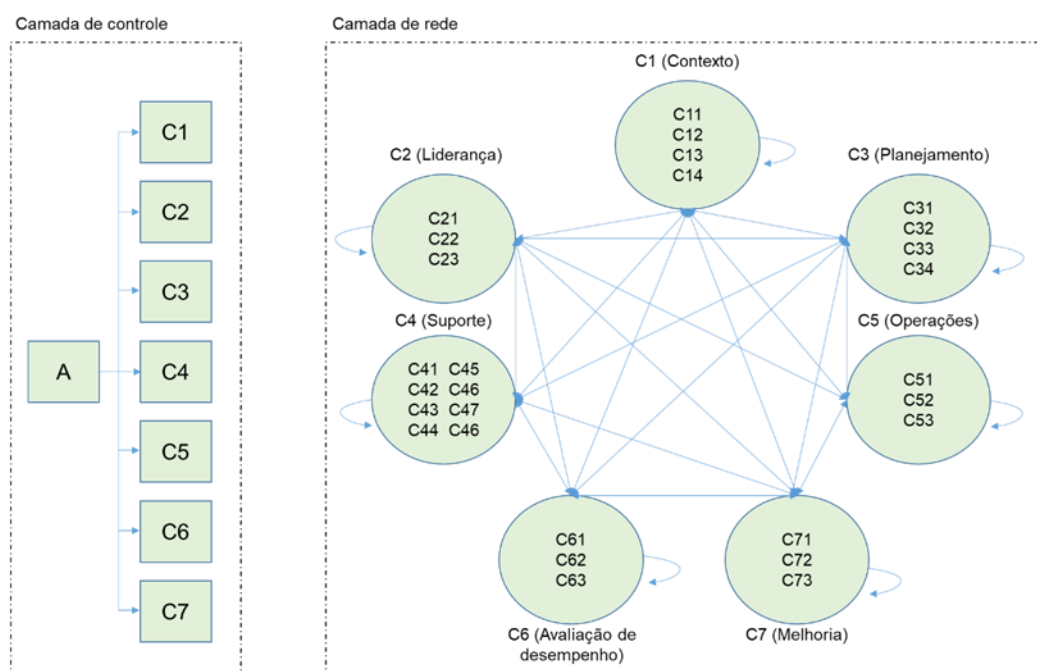 Camada de controle
A
C1
C2
C3
C4
C5
C6
C7
Camada de rede
C1 (Contexto)
C11
C12
C13
C14
C2 (Liderança)
C21
C22
C23
C3 (Planejamento)
C31
C32
C33
C34
C4 (Suporte)
C41 C45
C42 C46
C43 C47
C44 C46
C5 (Operações)
C51
C52
C53
C61
C62
C63
C6 (Avaliação de
desempenho)
C71
C72
C73
C7 (Melhoria)